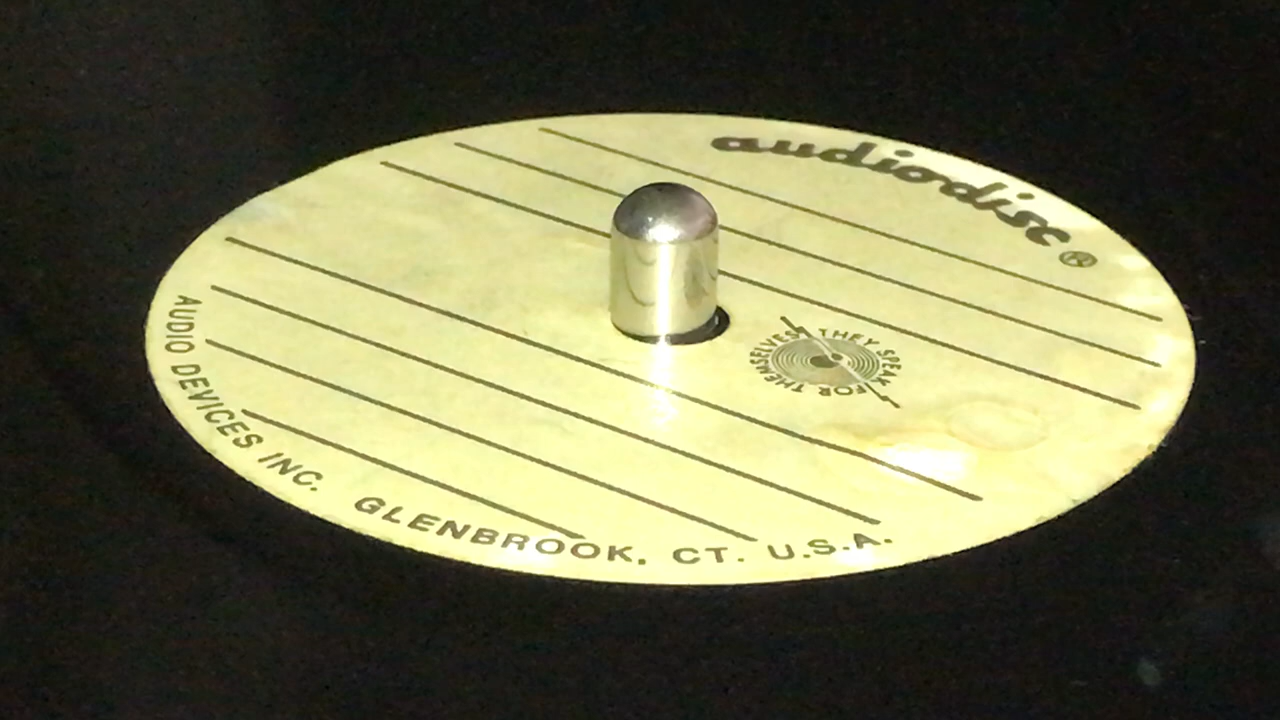 audiodisc®
THEY SPEAK FOR THEMSELVES
AUDIO DEVICES INC. GLENBROOK, CT. U.S.A.